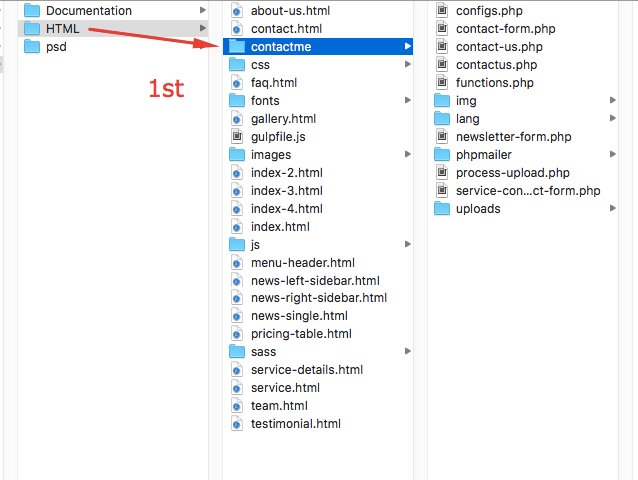 Documentation
HTML
psd
1st
about-us.html
contact.html
contactme
css
faq.html
fonts
gallery.html
gulpfile.js
images
index-2.html
index-3.html
index-4.html
index.html
js
menu-header.html
news-left-sidebar.html
news-right-sidebar.html
news-single.html
pricing-table.html
sass
service-details.html
service.html
team.html
testimonial.html
configs.php
contact-form.php
contact-us.php
contactus.php
functions.php
img
lang
newsletter-form.php
phpmailer
process-upload.php
service-con...ct-form.php
uploads